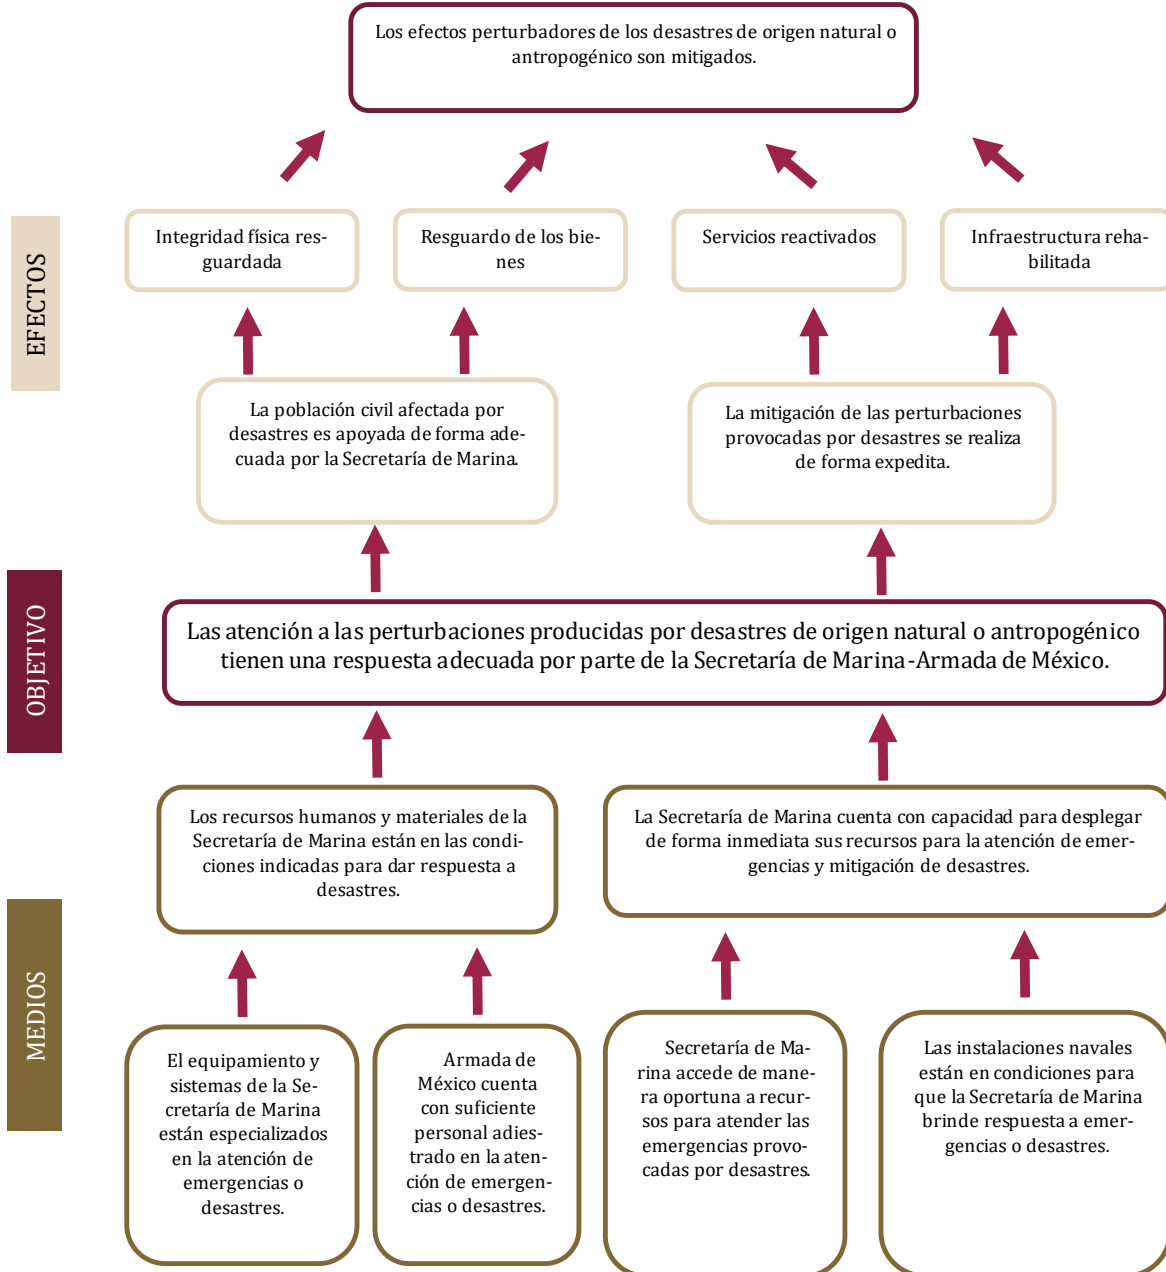 Los efectos perturbadores de los desastres de origen natural o
antropogénico son mitigados.
EFECTOS
Integridad física res-
guardada
Resguardo de los bie-
nes
Servicios reactivados
Infraestructura reha-
bilitada
La población civil afectada por
desastres es apoyada de forma ade-
cuada por la Secretaría de Marina.
La mitigación de las perturbaciones
provocadas por desastres se realiza
de forma expedita.
OBJETIVO
Las atención a las perturbaciones producidas por desastres de origen natural o antropogénico
tienen una respuesta adecuada por parte de la Secretaría de Marina-Armada de México.
MEDIOS
Los recursos humanos y materiales de la
Secretaría de Marina están en las condi-
ciones indicadas para dar respuesta a
desastres.
La Secretaría de Marina cuenta con capacidad para desplegar
de forma inmediata sus recursos para la atención de emer-
gencias y mitigación de desastres.
El equipamiento y
sistemas de la Se-
cretaría de Marina
están especializados
en la atención de
emergencias o
desastres.
Armada de
México cuenta
con suficiente
personal adies-
trado en la aten-
ción de emergen-
cias o desastres.
Secretaría de Ma-
rina accede de mane-
ra oportuna a recur-
sos para atender las
emergencias provo-
cadas por desastres.
Las instalaciones navales
están en condiciones para
que la Secretaría de Marina
brinde respuesta a emer-
gencias o desastres.